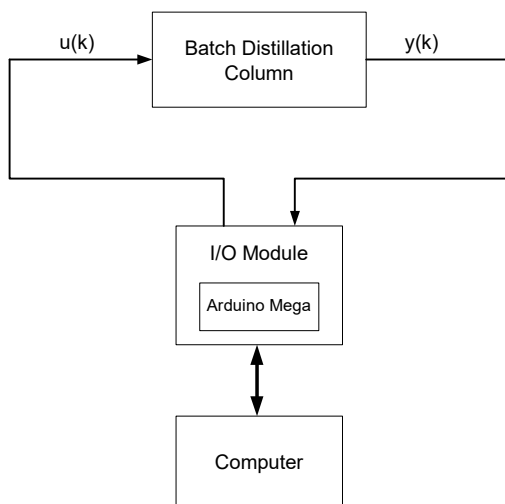 u(k)
Batch Distillation
Column
y(k)
I/O Module
Arduino Mega
Computer